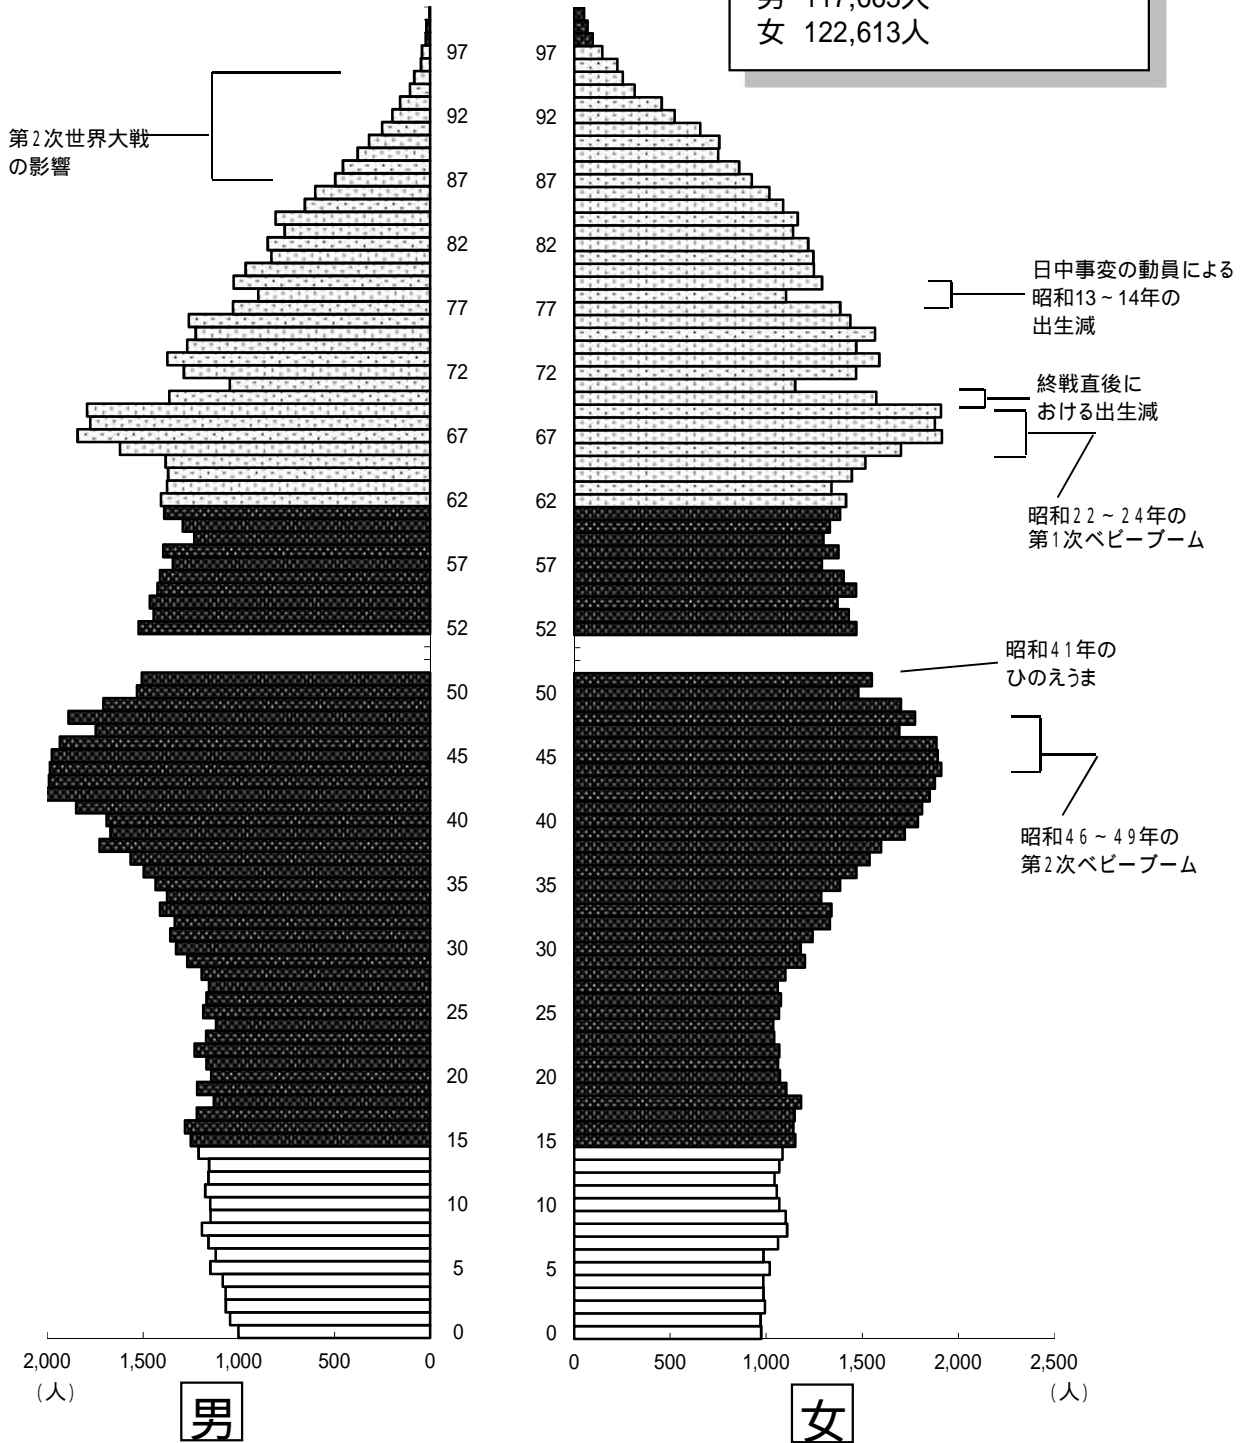 女 122,613人
97 97
92 92
第2次世界大戦
の影響
87 87
82 82
日中事変の動員による
昭和13~14年の
出生減
77 77
72 72
終戦直後に
おける出生減
67 67
62 62
昭和22~24年の
第1次ベビーブーム
57 57
52 52
昭和41年の
ひのえうま
50 50
45 45
40 40
昭和46~49年の
第2次ベビーブーム
35 35
30 30
25 25
20 20
15 15
10 10
5 5
0 0
2,000 1,500 1,000 500 0 0 500 1,000 1,500 2,000 2,500
(人) (人)
男 女